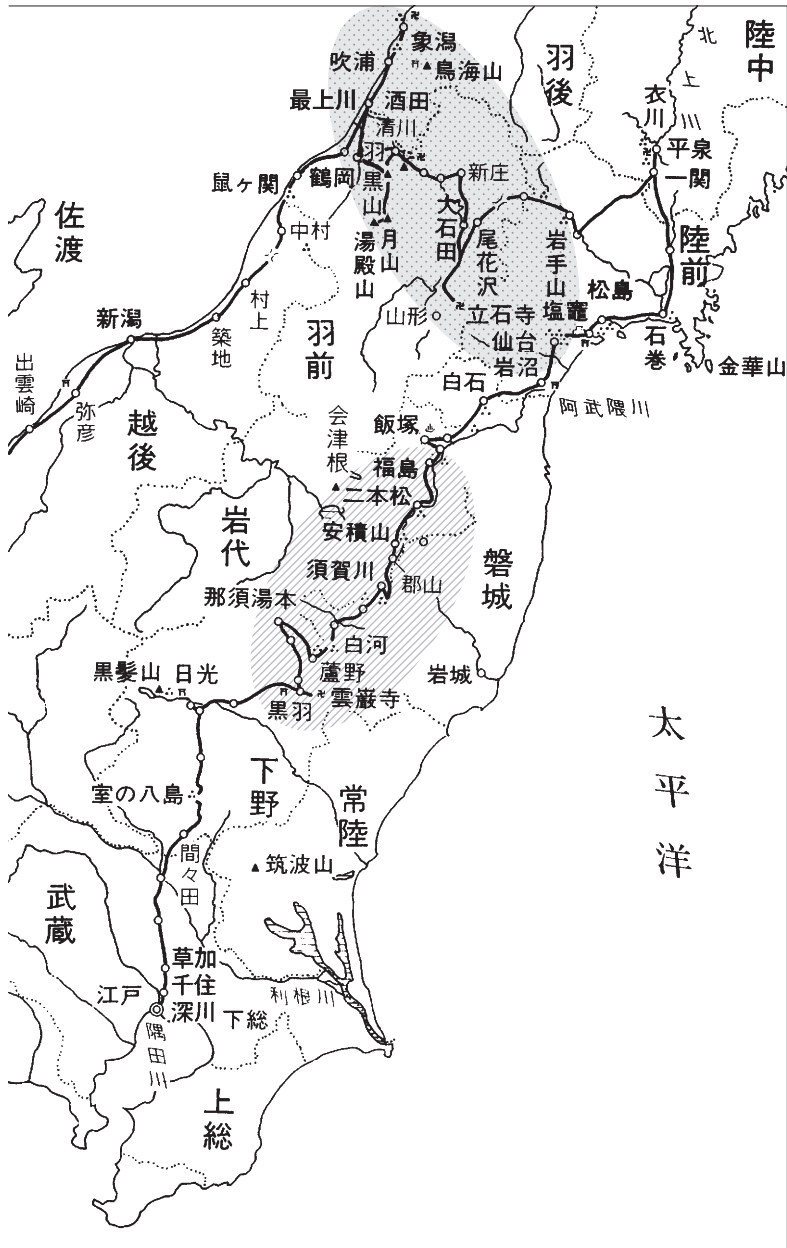 陸中
北上川
羽後
衣川
平泉
一関
陸前
象潟
吹浦
鳥海山
最上川
酒田
清川
羽黒山
新庄
鶴岡
鼠ヶ関
中村
湯殿山
月山
大石田
尾花沢
岩手山
松島
塩竈
石巻
金華山
立石寺
山形
仙台
岩沼
白石
阿武隈川
佐渡
新潟
村上
築地
出雲崎
弥彦
羽前
越後
会津根
飯塚
福島
二本松
安積山
須賀川
郡山
那須湯本
白河
蘆野
雲巌寺
黒羽
岩代
磐城
岩城
黒髪山
日光
室の八島
下野
常陸
太平洋
間々田
筑波山
武蔵
草加
千住
深川
江戸
隅田川
下総
利根川
上総